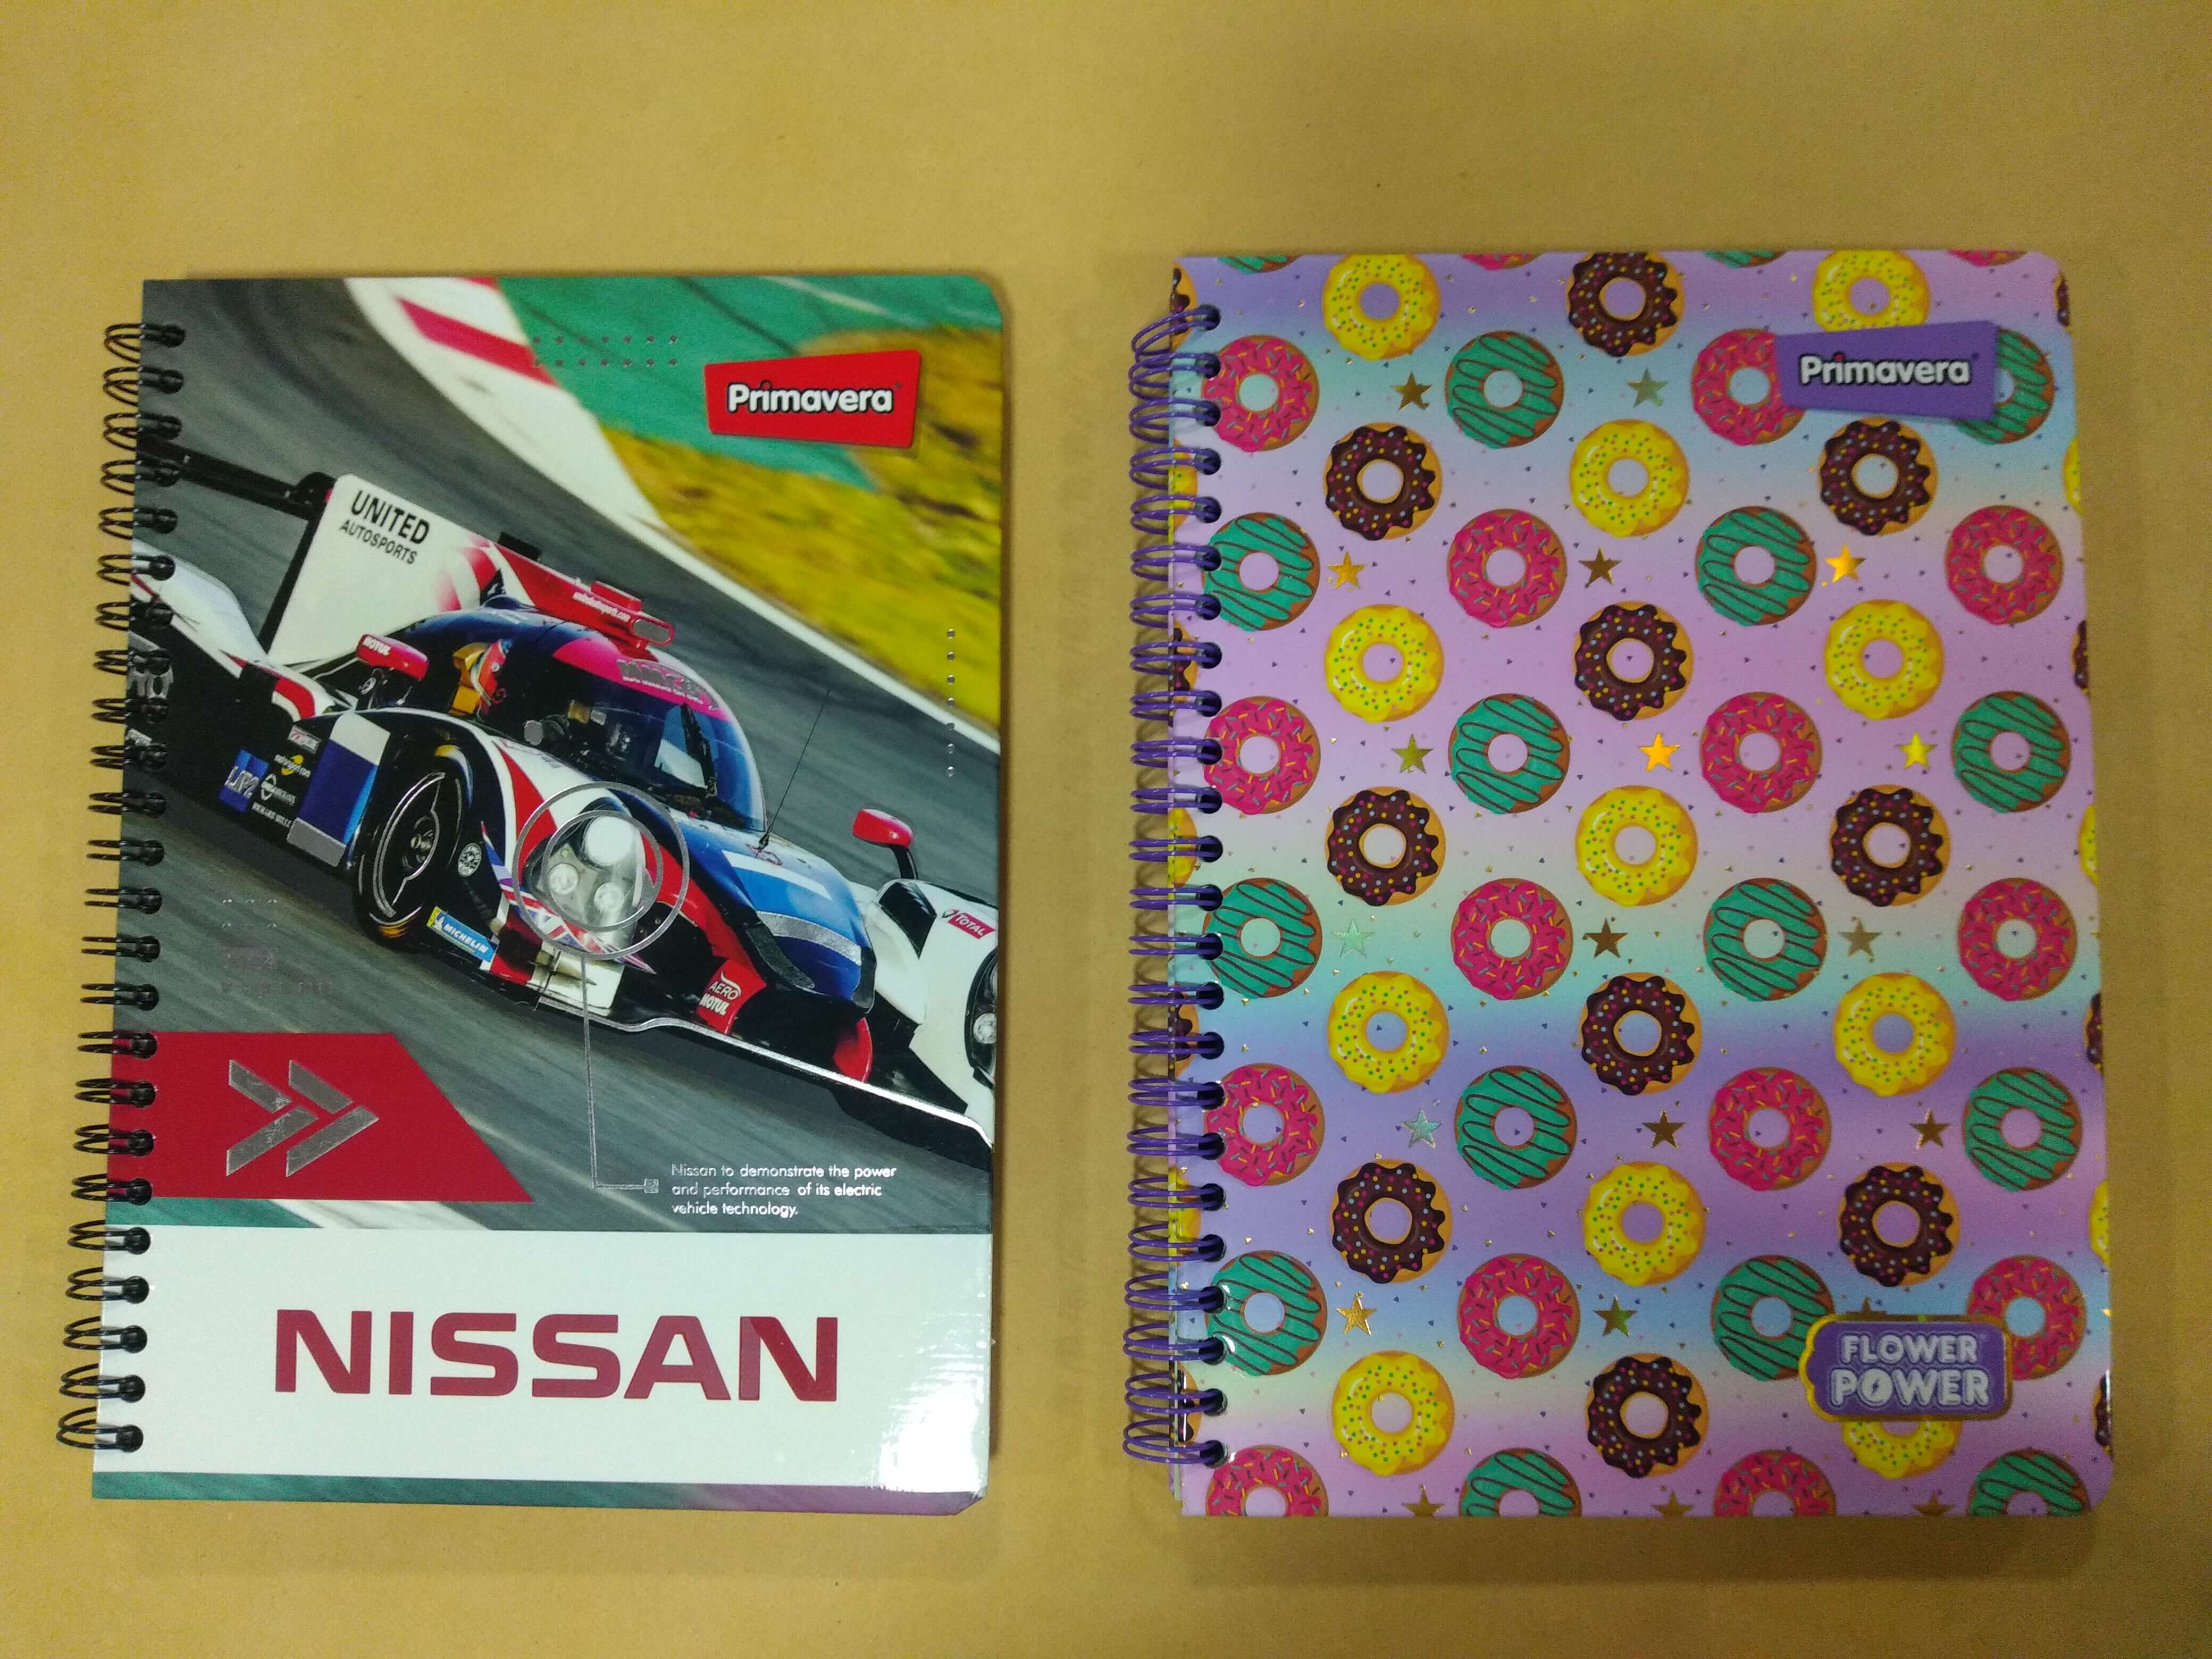 Primavera
UNITED
AUTOSPORTS
MOTUL
MICHELIN
TOTAL
AERO
MOTUL
Nissan to demonstrate the power
and performance of its electric
vehicle technology.
NISSAN
Primavera
FLOWER
POWER